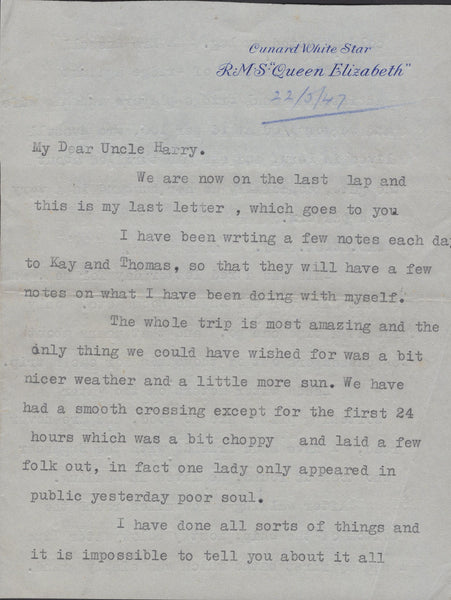 Cunard White Star
R.M.S. "Queen Elizabeth"
22/5/47
My Dear Uncle Harry.
We are now on the last lap and
this is my last letter , which goes to you
I have been wrting a few notes each day
to Kay and Thomas, so that they will have a few
notes on what I have been doing with myself.
The whole trip is most amazing and the
only thing we could have wished for was a bit
nicer weather and a little more sun. We have
had a smooth crossing except for the first 24
hours which was a bit choppy and laid a few
folk out, in fact one lady only appeared in
public yesterday poor soul.
I have done all sorts of things and
it is impossible to tell you about it all